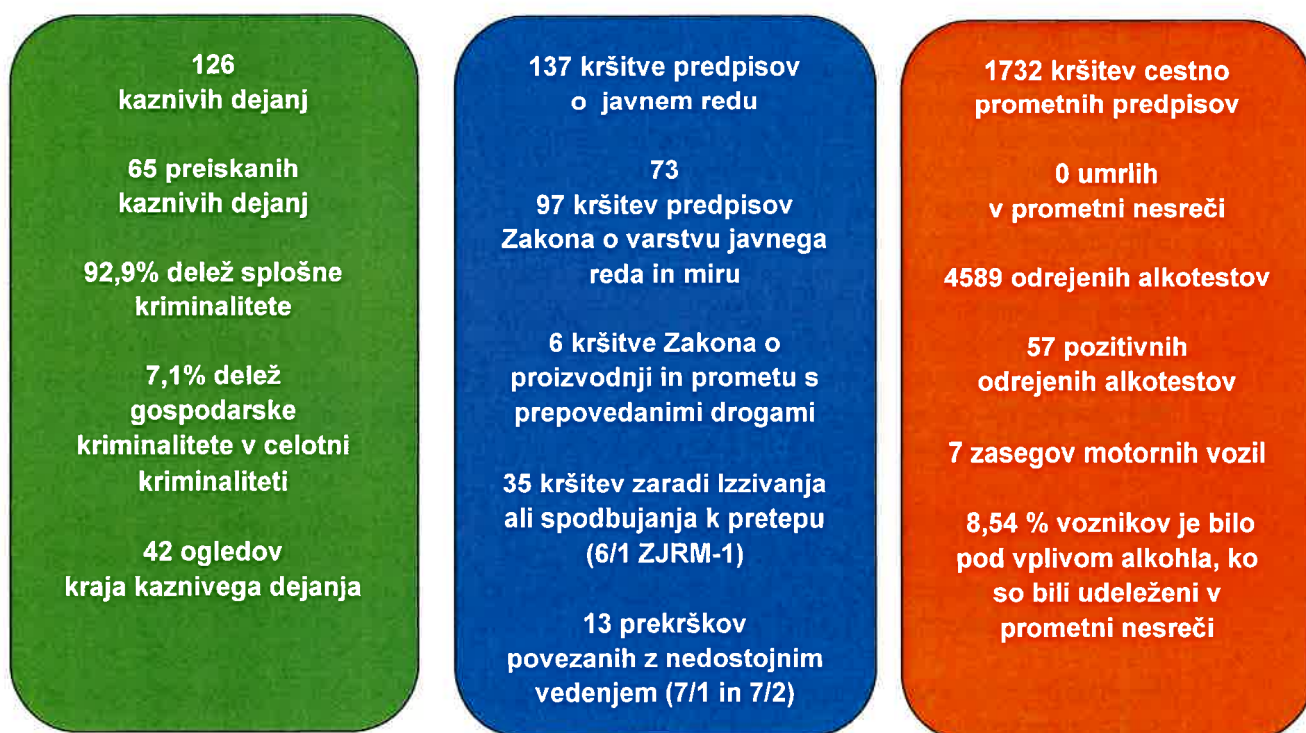 126
kaznivih dejanj
65 preiskanih
kaznivih dejanj
92,9% delež splošne
kriminalitete
7,1% delež
gospodarske
kriminalitete v celotni
kriminaliteti
42 ogledov
kraja kaznivega dejanja
137 kršitve predpisov
o javnem redu
73
97 kršitev predpisov
Zakona o varstvu javnega
reda in miru
6 kršitve Zakona o
proizvodnji in prometu s
prepovedanimi drogami
35 kršitev zaradi Izzivanja
ali spodbujanja k pretepu
(6/1 ZJRM-1)
13 prekrškov
povezanih z nedostojnim
vedenjem (7/1 in 7/2)
1732 kršitev cestno
prometnih predpisov
0 umrlih
v prometni nesreči
4589 odrejenih alkotestov
57 pozitivnih
odrejenih alkotestov
7 zasegov motornih vozil
8,54 % voznikov je bilo
pod vplivom alkohla, ko
so bili udeleženi v
prometni nesreči